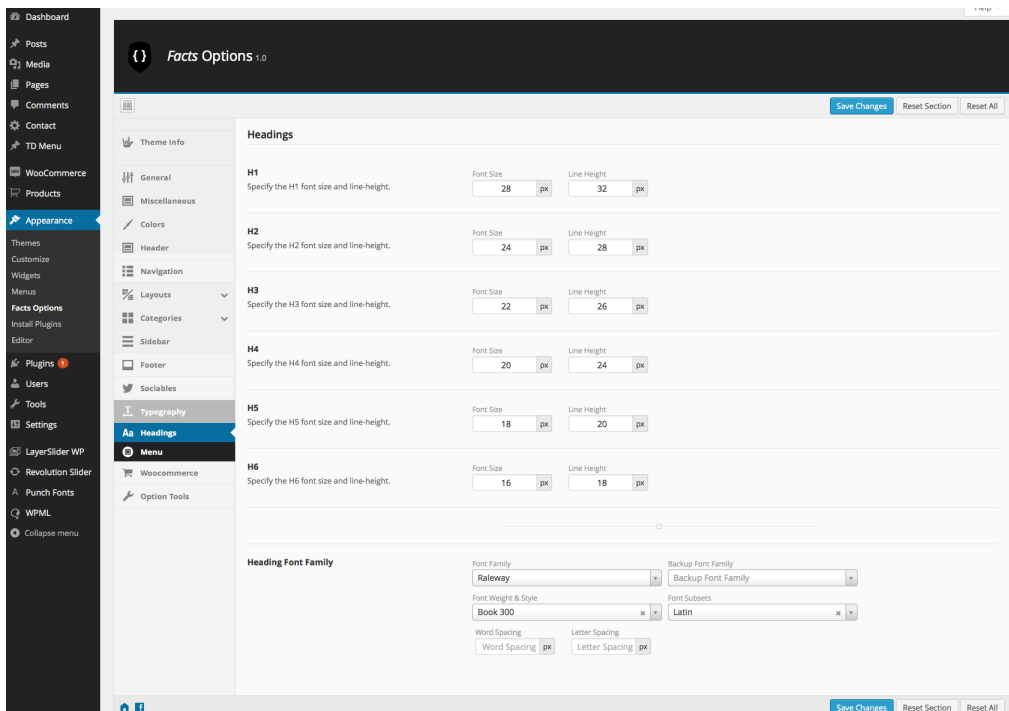 Help
Dashboard
Posts
Media
Pages
Comments
Contact
TD Menu
WooCommerce
Products
Appearance
Themes
Customize
Widgets
Menus
Facts Options
Install Plugins
Editor
Plugins 1
Users
Tools
Settings
LayerSlider WP
Revolution Slider
Punch Fonts
WPML
Collapse menu
{ } Facts Options 1.0
Save Changes Reset Section Reset All
Theme Info
General
Miscellaneous
Colors
Header
Navigation
Layouts
Categories
Sidebar
Footer
Sociables
Typography
Aa Headings
Menu
Woocommerce
Option Tools
Headings
H1
Specify the H1 font size and line-height.
Font Size Line Height
28 px 32 px
H2
Specify the H2 font size and line-height.
Font Size Line Height
24 px 28 px
H3
Specify the H3 font size and line-height.
Font Size Line Height
22 px 26 px
H4
Specify the H4 font size and line-height.
Font Size Line Height
20 px 24 px
H5
Specify the H5 font size and line-height.
Font Size Line Height
18 px 20 px
H6
Specify the H6 font size and line-height.
Font Size Line Height
16 px 18 px
Heading Font Family
Font Family Backup Font Family
Raleway Backup Font Family
Font Weight & Style Font Subsets
Book 300 × Latin ×
Word Spacing Letter Spacing
Word Spacing px Letter Spacing px
Save Changes Reset Section Reset All